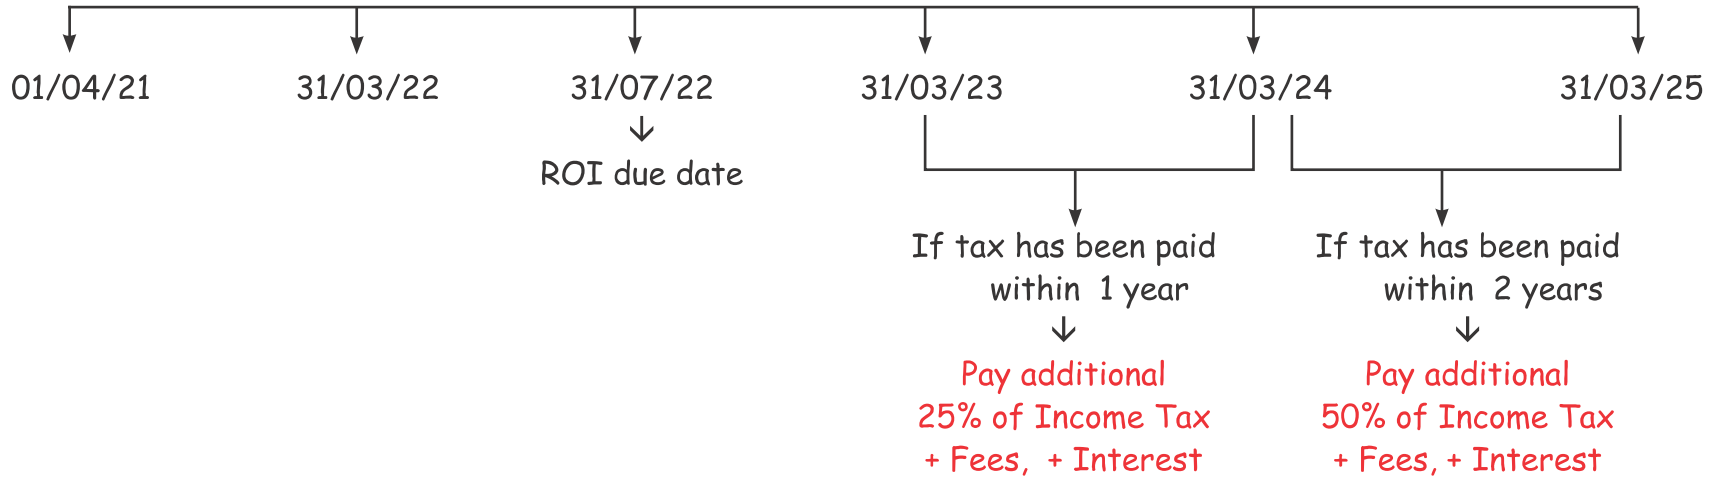 01/04/21 31/03/22 31/07/22 31/03/23 31/03/24 31/03/25
ROI due date
If tax has been paid
within 1 year
Pay additional
25% of Income Tax
+ Fees, + Interest
If tax has been paid
within 2 years
Pay additional
50% of Income Tax
+ Fees, + Interest